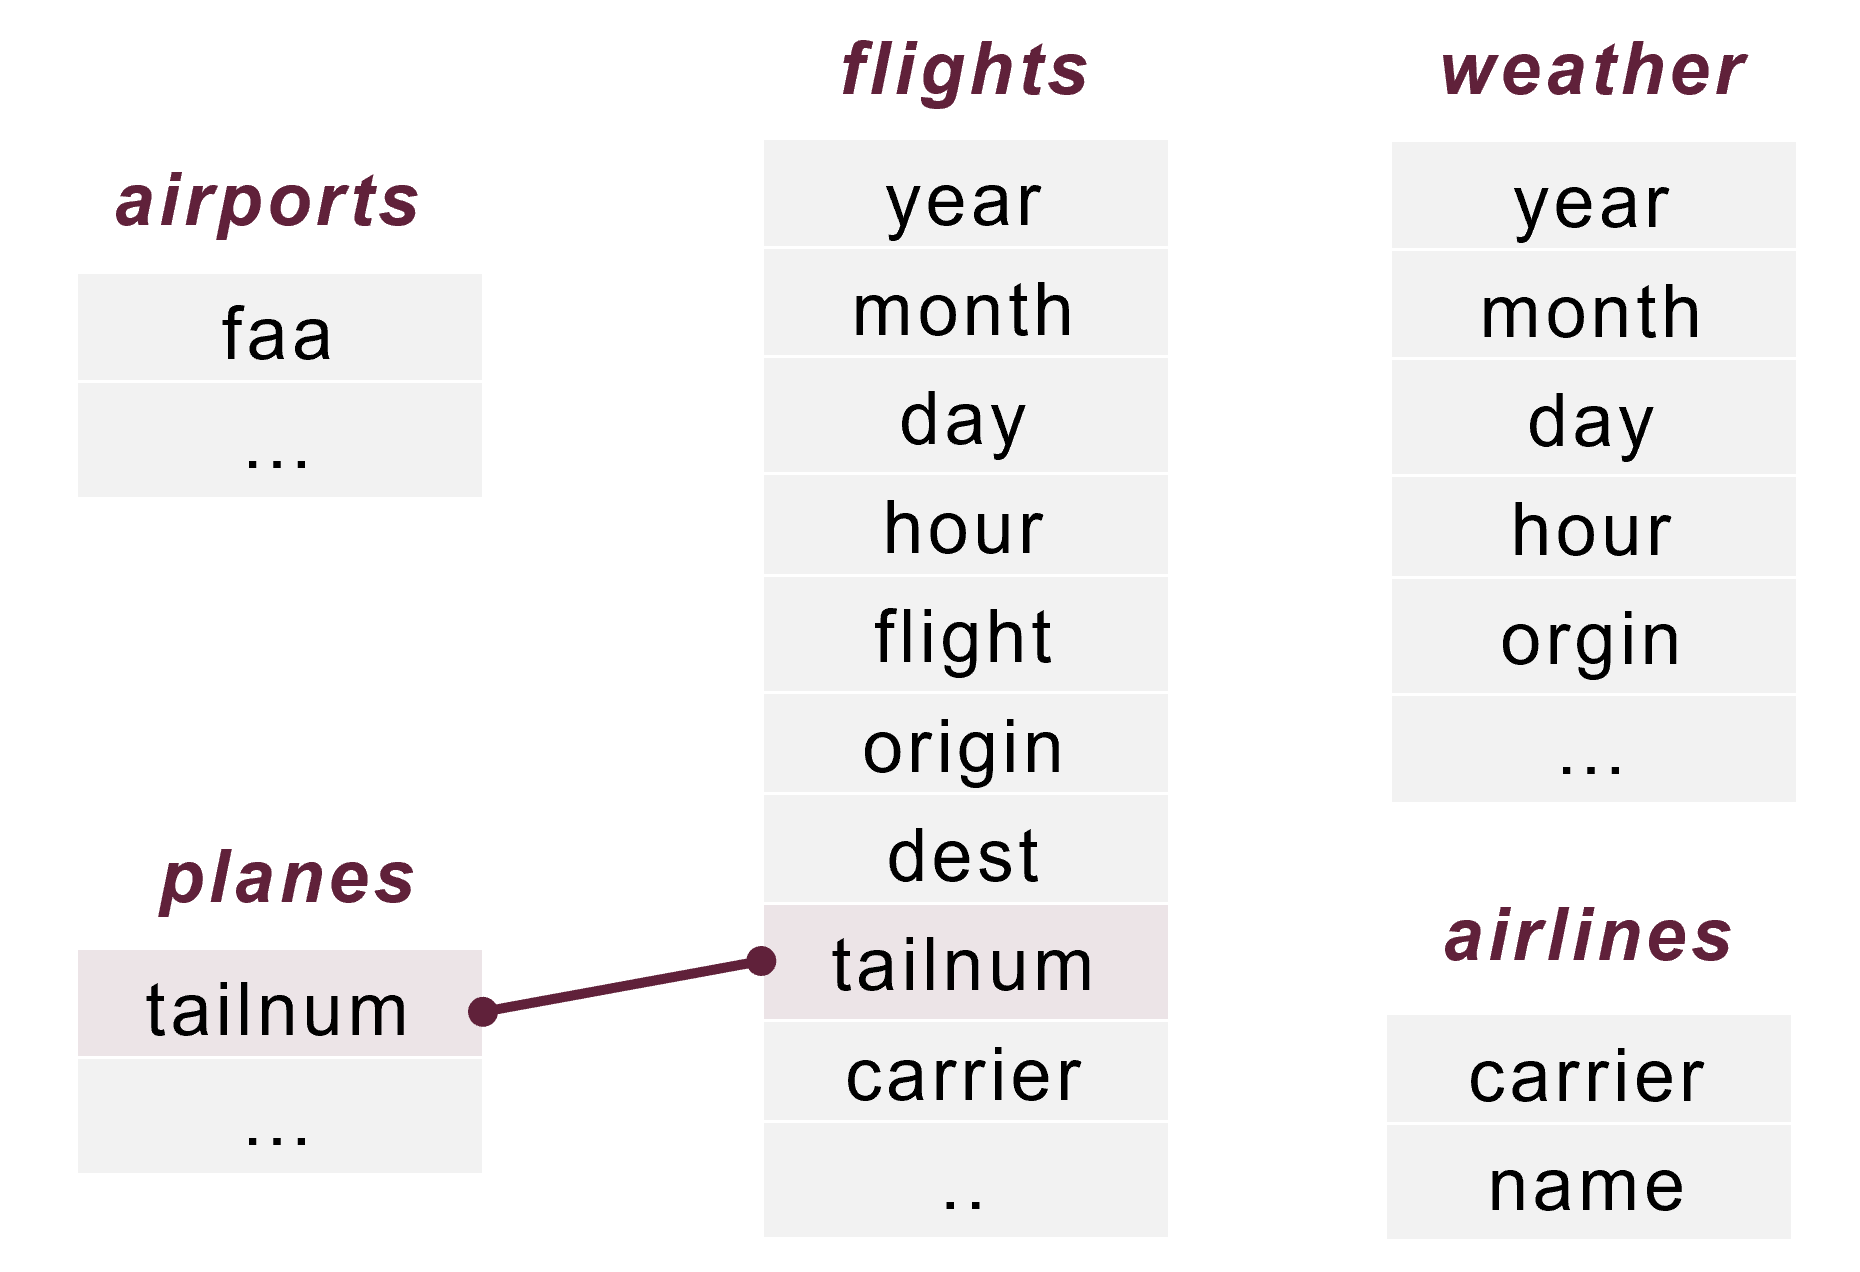 airports
faa
...
planes
tailnum
...
flights
year
month
day
hour
flight
origin
dest
tailnum
carrier
..
weather
year
month
day
hour
orgin
...
airlines
carrier
name